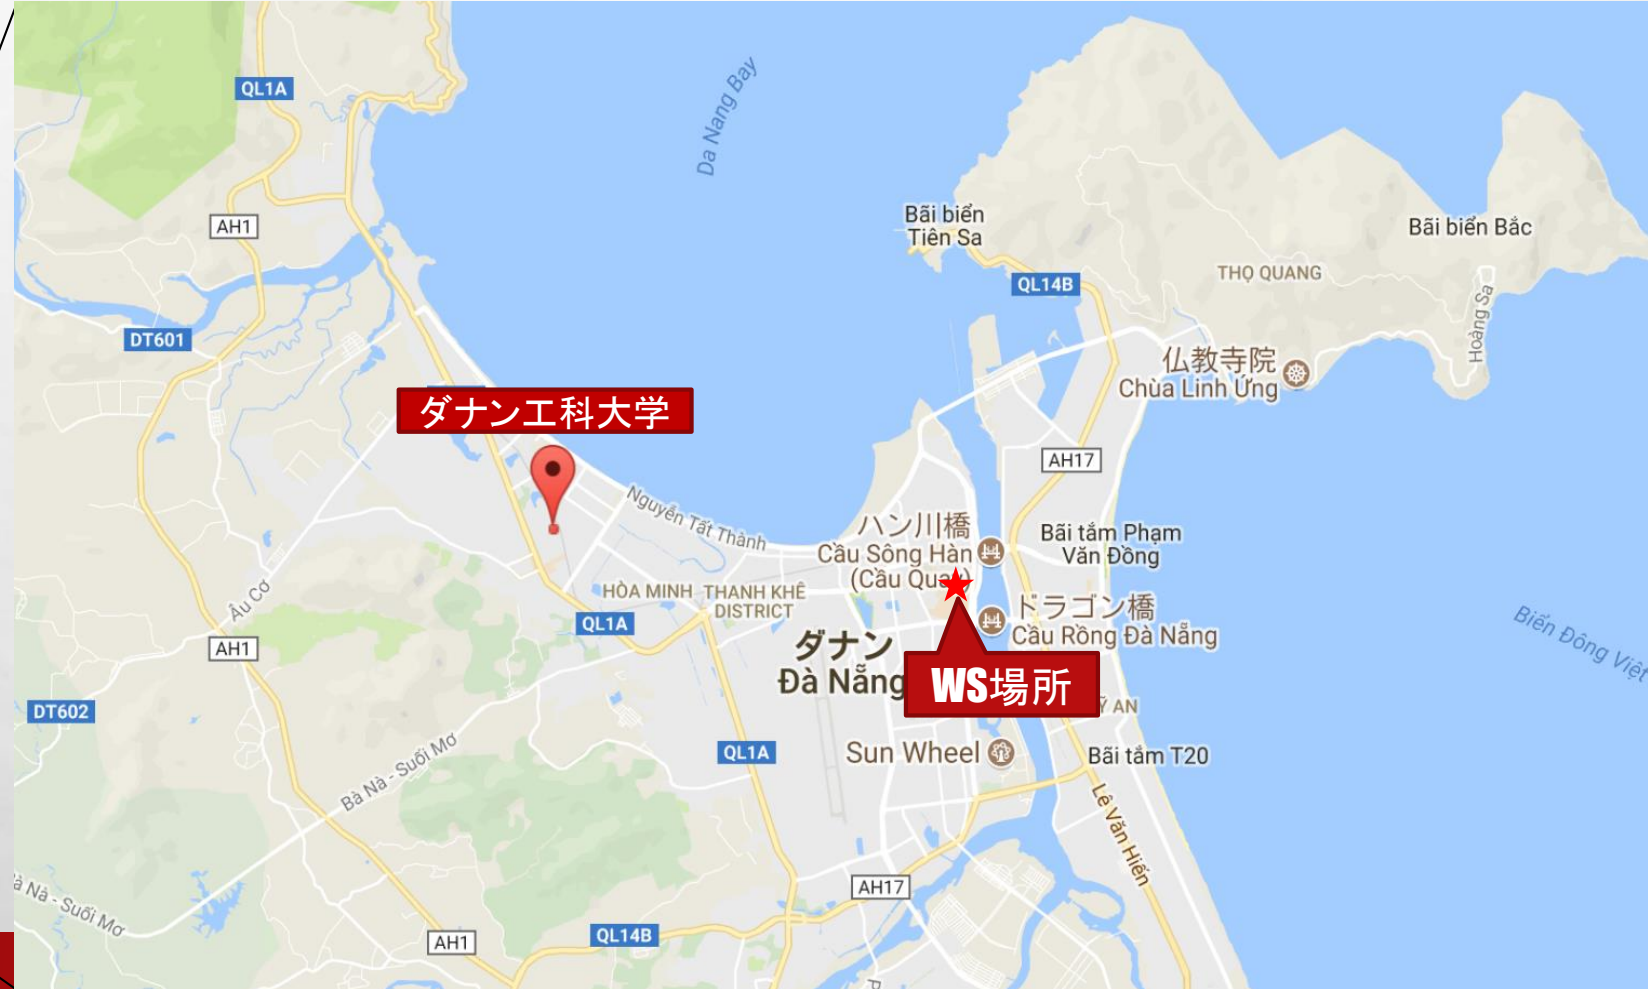 QL1A
Da Nang Bay
Bãi biển
Tiên Sa
AH1
Bãi biển Bắc
THỌ QUANG
QL14B
Hoàng Sa
DT601
仏教寺院
Chùa Linh Ứng
ダナン工科大学
AH17
Nguyễn Tất Thành
ハン川橋
Cầu Sông Hàn
(Cầu Quay)
Bãi tắm Phạm
Văn Đồng
Âu Cơ
HÒA MINH
THANH KHÊ
DISTRICT
QL1A
ドラゴン橋
Cầu Rồng Đà Nẵng
Biển Đông Việt
AH1
ダナン
Đà Nẵng
WS場所
AN
DT602
Bà Nà - Suối Mơ
QL1A
Sun Wheel
Bãi tắm T20
Lê Văn Hiến
Nà - Suối Mơ
AH17
AH1
QL14B